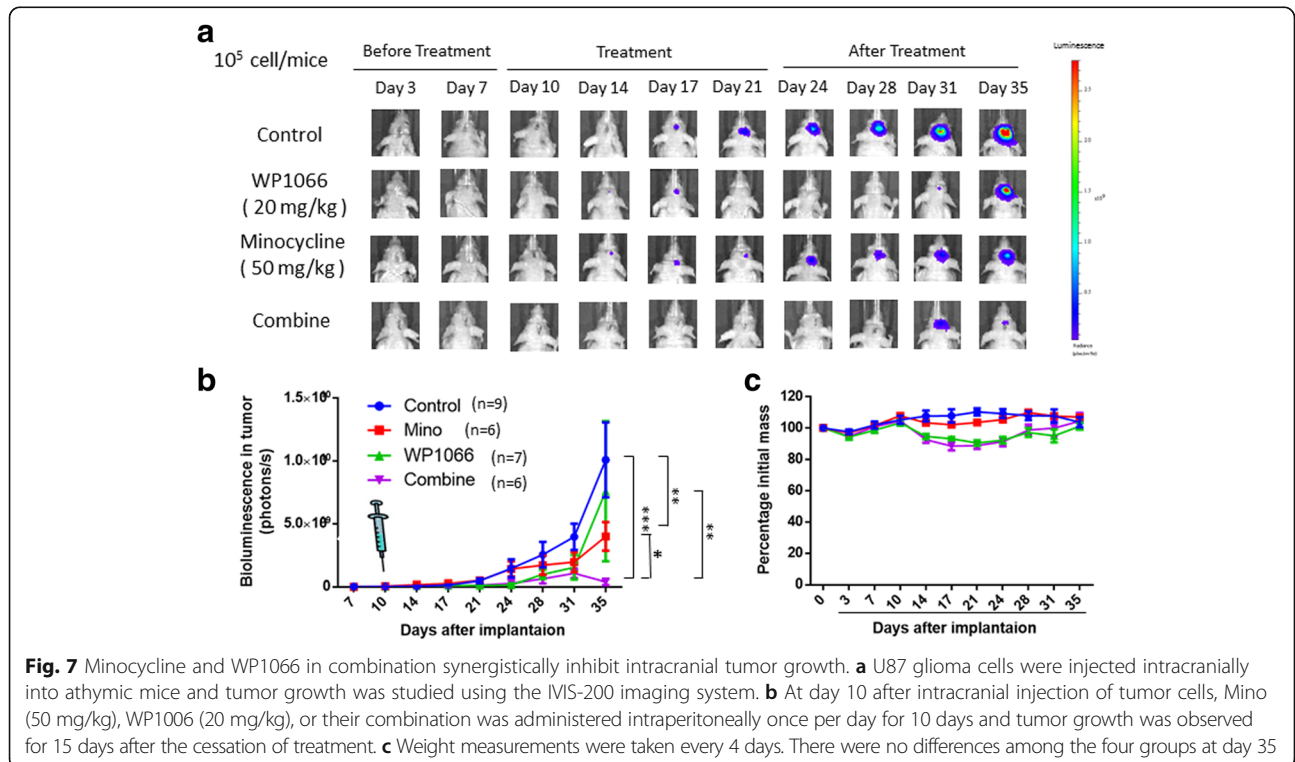 a
10⁵ cell/mice
Before Treatment Treatment After Treatment
Day 3 Day 7 Day 10 Day 14 Day 17 Day 21 Day 24 Day 28 Day 31 Day 35
Control
WP1066
( 20 mg/kg )
Minocycline
( 50 mg/kg )
Combine
Luminescence
b
Bioluminescence in tumor
(photons/s)
5.0×10
0
Control (n=9)
Mino (n=6)
WP1066 (n=7)
Combine (n=6)
***
**
*
**
7 10 14 17 21 24 28 31 35
Days after implantaion
c
Percentage initial mass
120
100
80
60
40
20
0
0 3 7 10 14 17 21 24 28 31 35
Days after implantaion
Fig. 7 Minocycline and WP1066 in combination synergistically inhibit intracranial tumor growth. a U87 glioma cells were injected intracranially
into athymic mice and tumor growth was studied using the IVIS-200 imaging system. b At day 10 after intracranial injection of tumor cells, Mino
(50 mg/kg), WP1006 (20 mg/kg), or their combination was administered intraperitoneally once per day for 10 days and tumor growth was observed
for 15 days after the cessation of treatment. c Weight measurements were taken every 4 days. There were no differences among the four groups at day 35